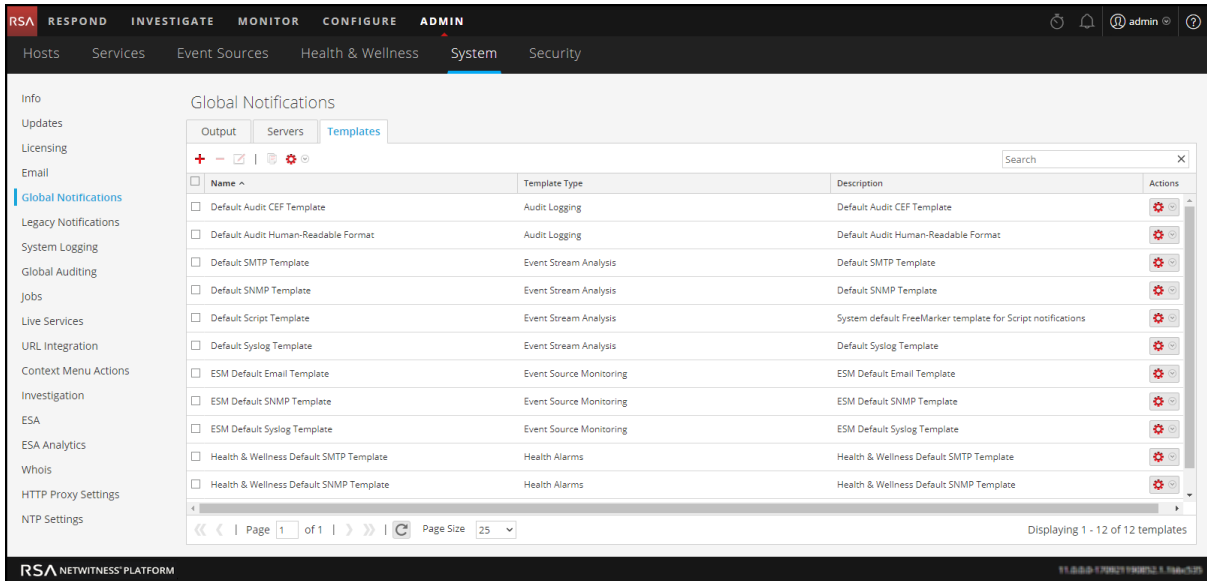 RSA RESPOND INVESTIGATE MONITOR CONFIGURE ADMIN admin
Hosts Services Event Sources Health & Wellness System Security
Info
Updates
Licensing
Email
Global Notifications
Legacy Notifications
System Logging
Global Auditing
Jobs
Live Services
URL Integration
Context Menu Actions
Investigation
ESA
ESA Analytics
Whois
HTTP Proxy Settings
NTP Settings
Global Notifications
Output Servers Templates
Search
Name Template Type Description Actions
Default Audit CEF Template Audit Logging Default Audit CEF Template
Default Audit Human-Readable Format Audit Logging Default Audit Human-Readable Format
Default SMTP Template Event Stream Analysis Default SMTP Template
Default SNMP Template Event Stream Analysis Default SNMP Template
Default Script Template Event Stream Analysis System default FreeMarker template for Script notifications
Default Syslog Template Event Stream Analysis Default Syslog Template
ESM Default Email Template Event Source Monitoring ESM Default Email Template
ESM Default SNMP Template Event Source Monitoring ESM Default SNMP Template
ESM Default Syslog Template Event Source Monitoring ESM Default Syslog Template
Health & Wellness Default SMTP Template Health Alarms Health & Wellness Default SMTP Template
Health & Wellness Default SNMP Template Health Alarms Health & Wellness Default SNMP Template
Page 1 of 1 Page Size 25 Displaying 1 - 12 of 12 templates
RSA NETWITNESS® PLATFORM